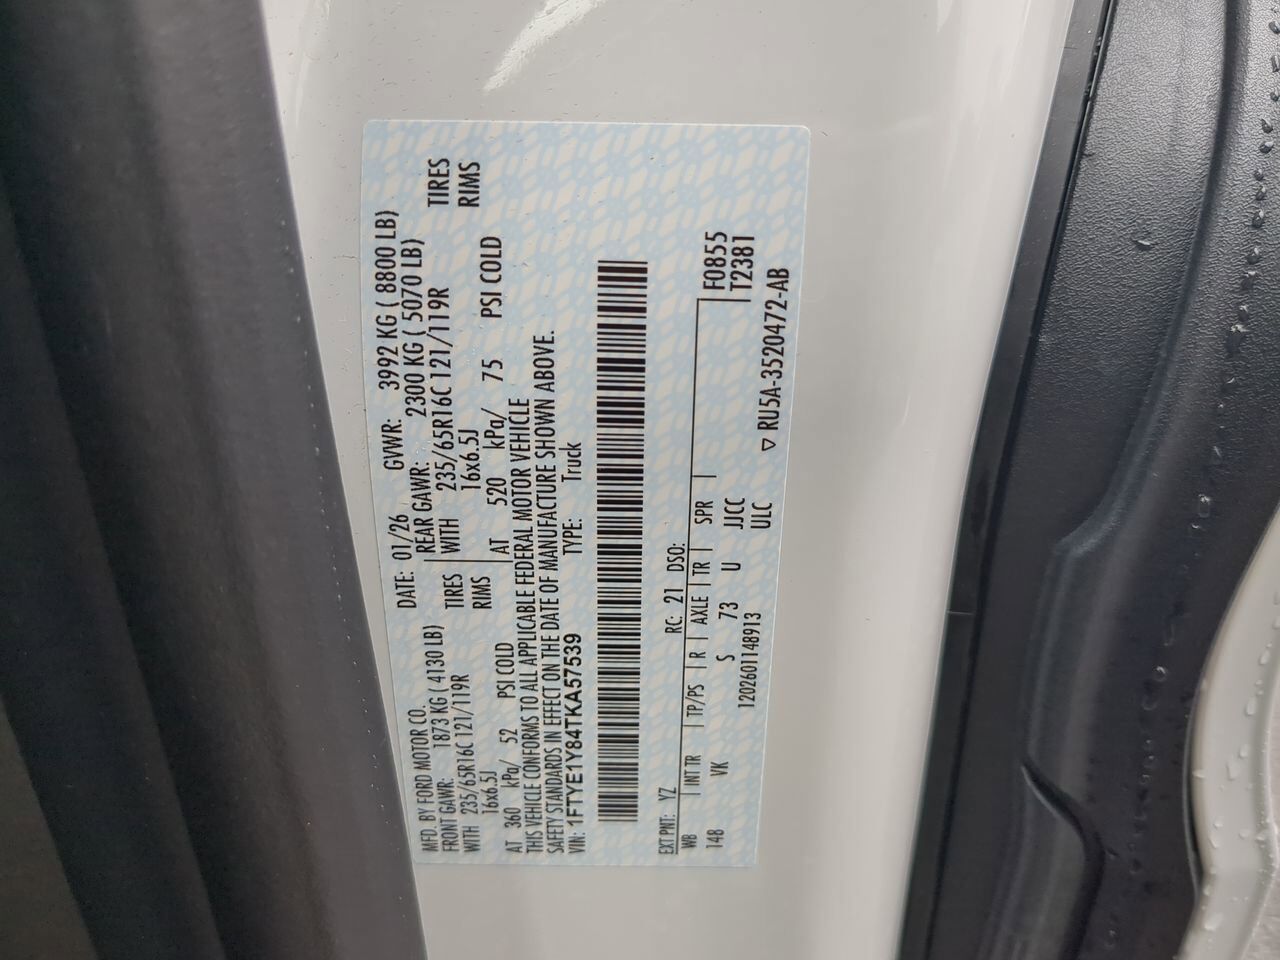 MFD. BY FORD MOTOR CO. DATE: 01/26 GVWR: 3992 KG ( 8800 LB)
FRONT GAWR: 1873 KG ( 4130 LB) REAR GAWR: 2300 KG ( 5070 LB)
WITH 235/65R16C 121/119R TIRES WITH 235/65R16C 121/119R TIRES
16x6.5J RIMS 16x6.5J RIMS
AT 360 kPa/ 52 PSI COLD AT 520 kPa/ 75 PSI COLD
THIS VEHICLE CONFORMS TO ALL APPLICABLE FEDERAL MOTOR VEHICLE
SAFETY STANDARDS IN EFFECT ON THE DATE OF MANUFACTURE SHOWN ABOVE.
VIN: 1FTYE1Y84TKA57539 TYPE: Truck
EXT PNT: YZ RC: 21 DSO:
WB INT TR TP/PS R AXLE TR SPR F0855
148 VK S 73 U JJCC T2381
1202601148913 ULC
▽ RU5A-3520472-AB